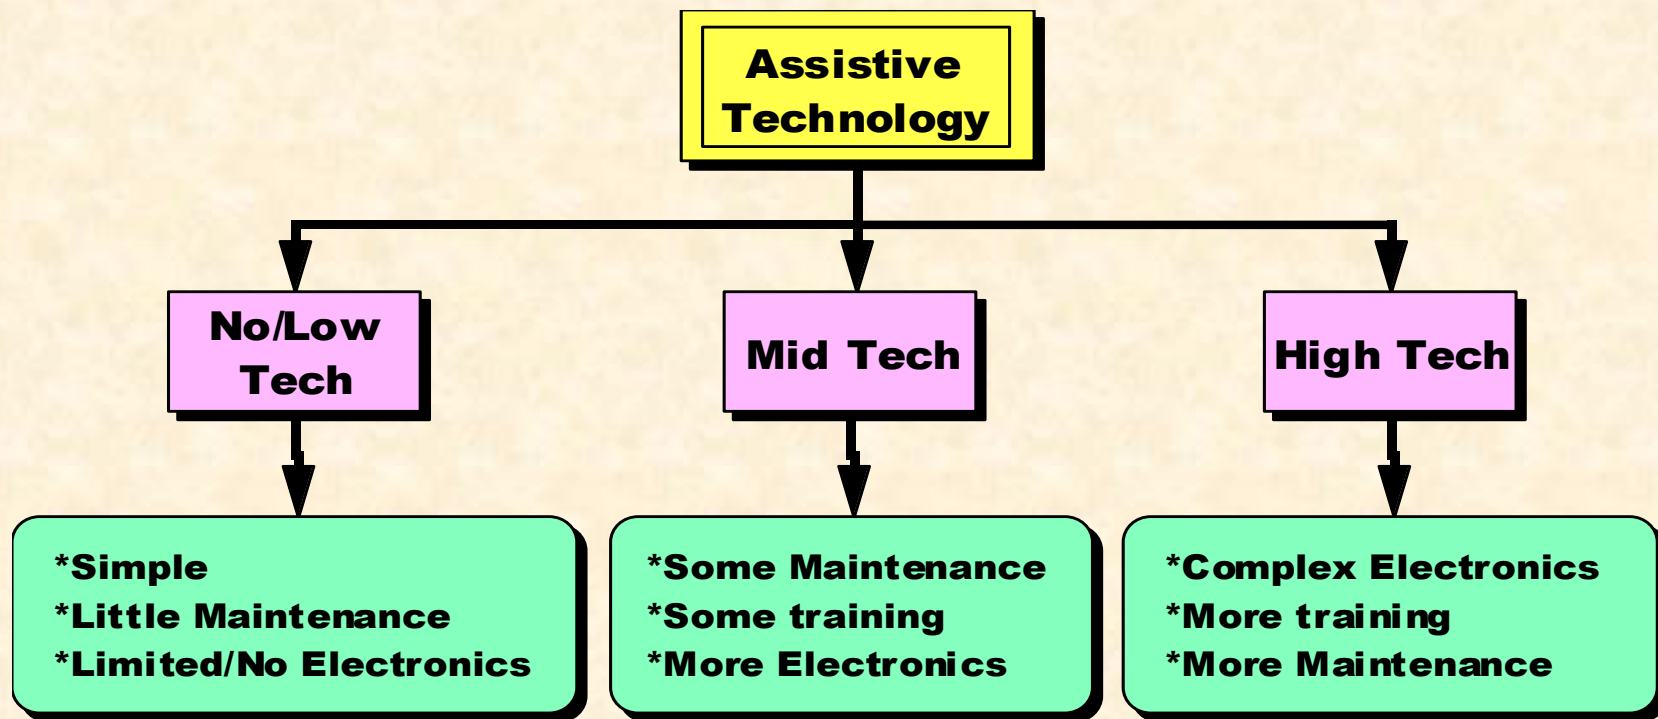 Assistive
Technology
No/Low
Tech
Mid Tech
High Tech
*Simple
*Little Maintenance
*Limited/No Electronics
*Some Maintenance
*Some training
*More Electronics
*Complex Electronics
*More training
*More Maintenance